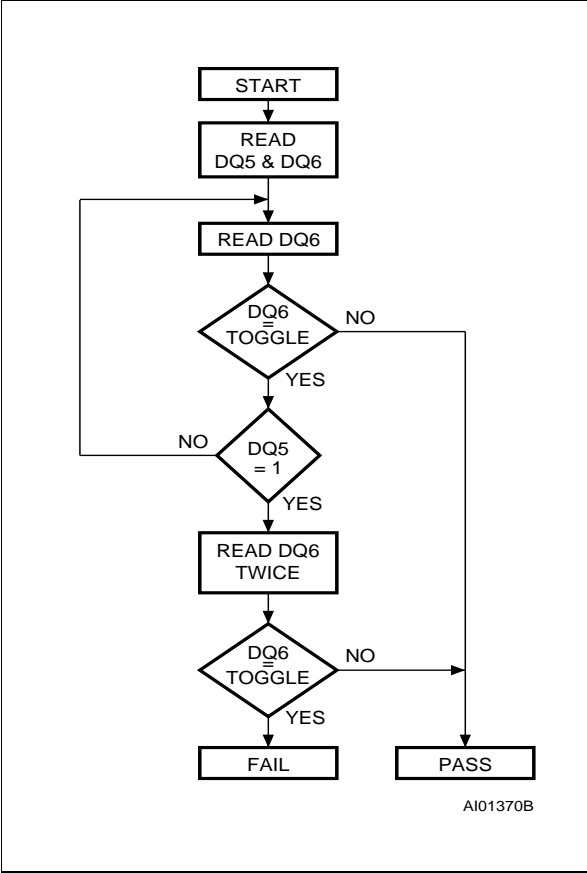 START
READ
DQ5 & DQ6
READ DQ6
DQ6
=
TOGGLE
NO
YES
NO
DQ5
= 1
YES
READ DQ6
TWICE
DQ6
=
TOGGLE
NO
YES
FAIL
PASS
AI01370B